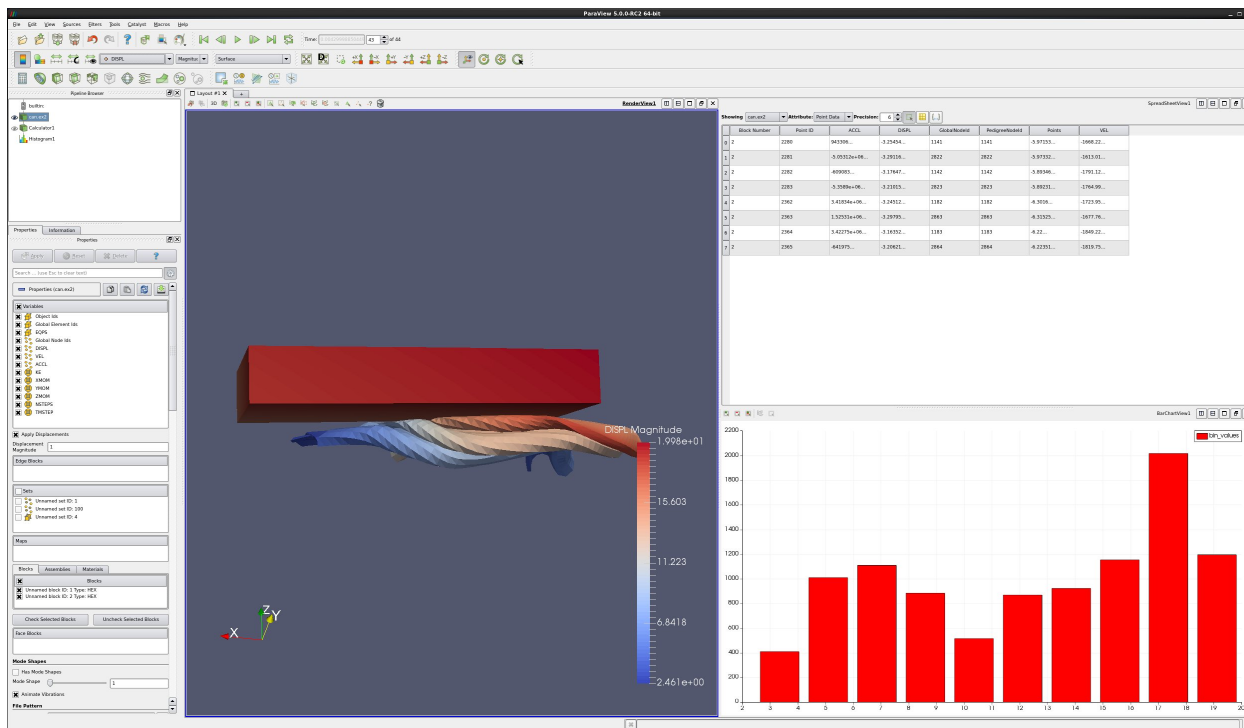 ParaView 5.0.0-RC2 64-bit
File Edit View Sources Filters Tools Catalyst Macros Help
Time: 43 of 44
DISPL Magnitu Surface
Pipeline Browser
builtin:
can.ex2
Calculator1
Histogram1
Properties Information
Properties
Apply Reset Delete ?
Search ... (use Esc to clear text)
Properties (can.ex2)
Variables
Object Ids
Global Element Ids
EQPS
Global Node Ids
DISPL
VEL
ACCL
KE
XMOM
YMOM
ZMOM
NSTEPS
TMSTEP
Apply Displacements
Displacement Magnitude 1
Edge Blocks
Sets
Unnamed set ID: 1
Unnamed set ID: 100
Unnamed set ID: 4
Maps
Blocks Assemblies Materials
Blocks
Unnamed block ID: 1 Type: HEX
Unnamed block ID: 2 Type: HEX
Check Selected Blocks Uncheck Selected Blocks
Face Blocks
Mode Shapes
Has Mode Shapes
Mode Shape 1
Animate Vibrations
File Pattern
Layout #1
3D ? RenderView1
DISPL Magnitude
1.998e+01
15.603
11.223
6.8418
2.461e+00
X Z Y
SpreadSheetView1
Showing can.ex2 Attribute: Point Data Precision: 6
Block Number Point ID ACCL DISPL GlobalNodeId PedigreeNodeId Points VEL
0 2 2280 943306... -3.25454... 1141 1141 -5.97153... -1668.22...
1 2 2281 -5.05312e+06... -3.29116... 2822 2822 -5.97332... -1613.01...
2 2 2282 -609083... -3.17647... 1142 1142 -5.89346... -1791.12...
3 2 2283 -5.3589e+06... -3.21015... 2823 2823 -5.89231... -1764.99...
4 2 2362 3.41834e+06... -3.24512... 1182 1182 -6.3016... -1723.95...
5 2 2363 1.52531e+06... -3.29795... 2863 2863 -6.31525... -1677.76...
6 2 2364 3.42275e+06... -3.16352... 1183 1183 -6.22... -1849.22...
7 2 2365 -641975... -3.20621... 2864 2864 -6.22351... -1819.75...
BarChartView1
bin_values
2200
2000
1800
1600
1400
1200
1000
800
600
400
200
0
2 3 4 5 6 7 8 9 10 11 12 13 14 15 16 17 18 19 20